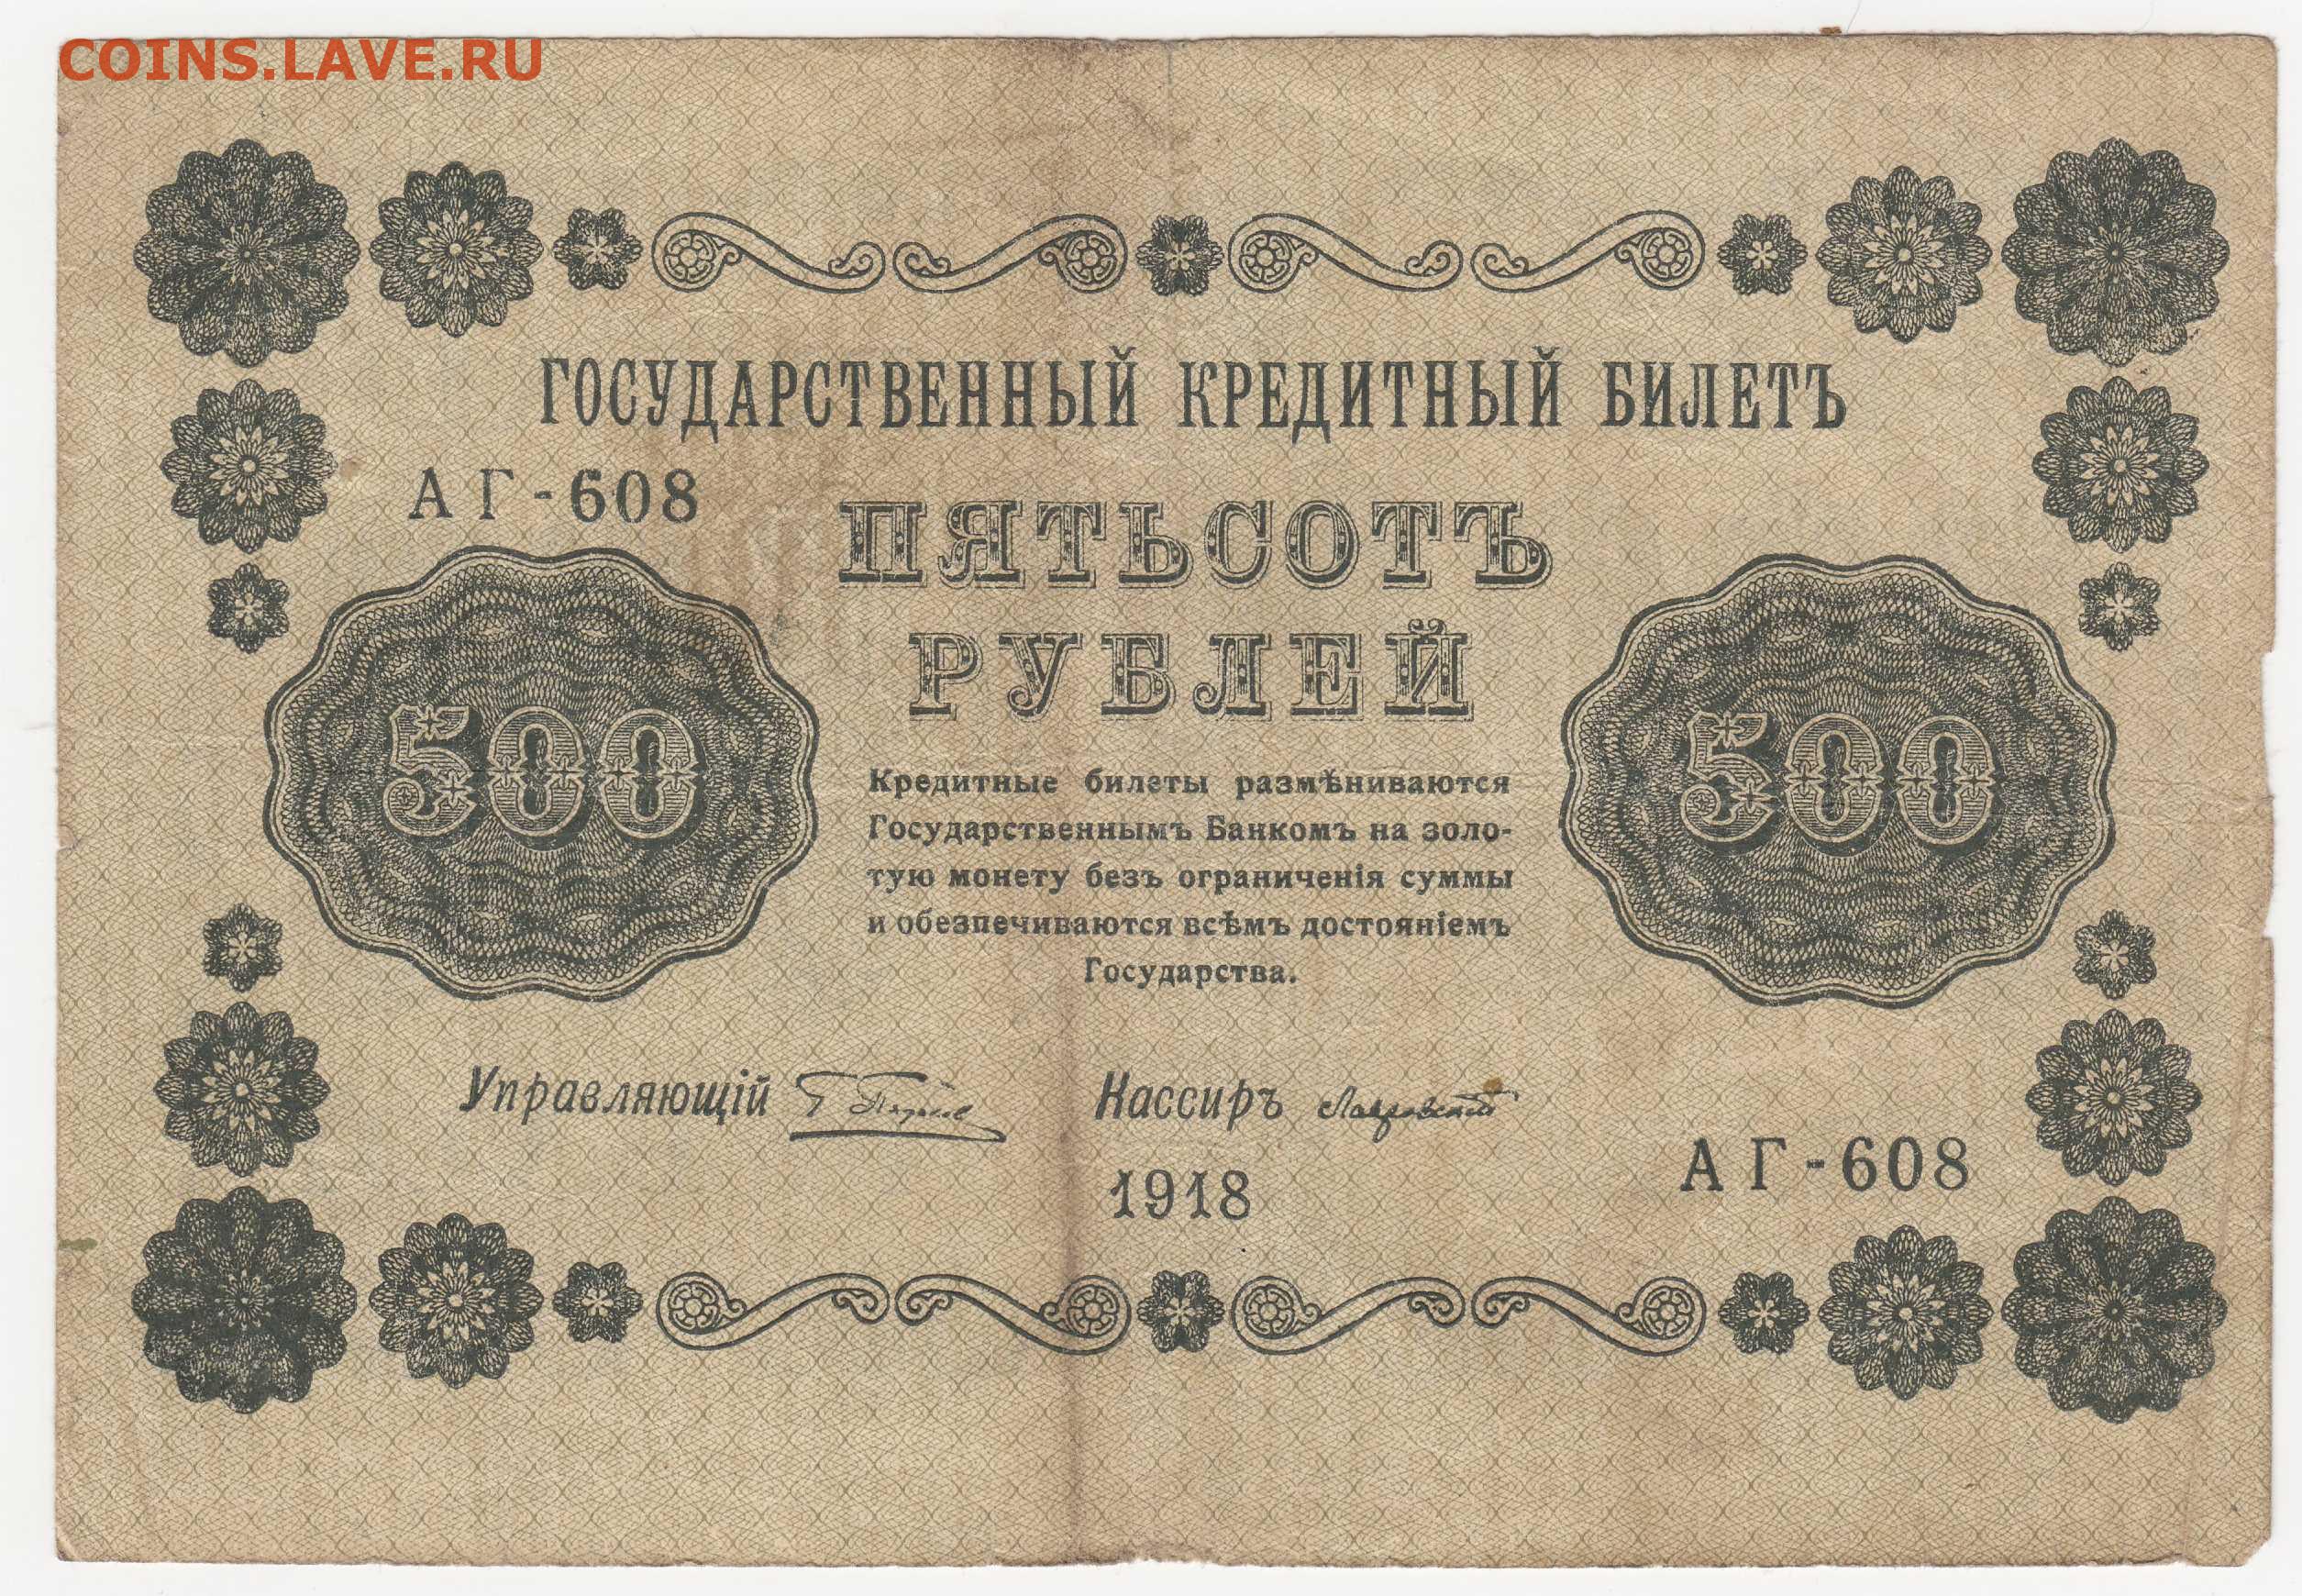 COINS.LAVE.RU
ГОСУДАРСТВЕННЫЙ КРЕДИТНЫЙ БИЛЕТЪ
АГ-608
ПЯТЬСОТЪ
РУБЛЕЙ
500
500
Кредитные билеты размѣниваются
Государственнымъ Банкомъ на золо-
тую монету безъ ограниченія суммы
и обезпечиваются всѣмъ достояніемъ
Государства.
Управляющій
Кассиръ
1918
АГ-608